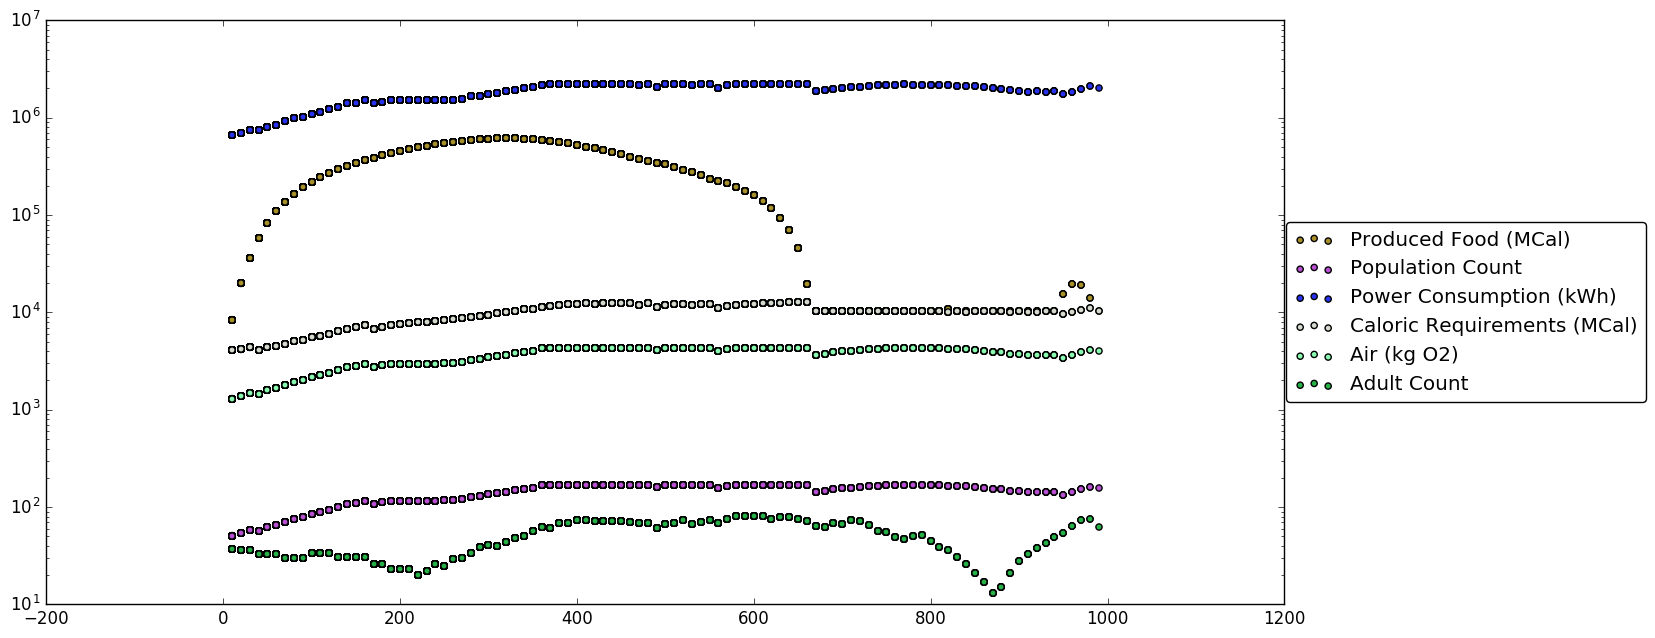 10^7
10^6
10^5
10^4
10^3
10^2
10^1
−200
0
200
400
600
800
1000
1200
Produced Food (MCal)
Population Count
Power Consumption (kWh)
Caloric Requirements (MCal)
Air (kg O2)
Adult Count